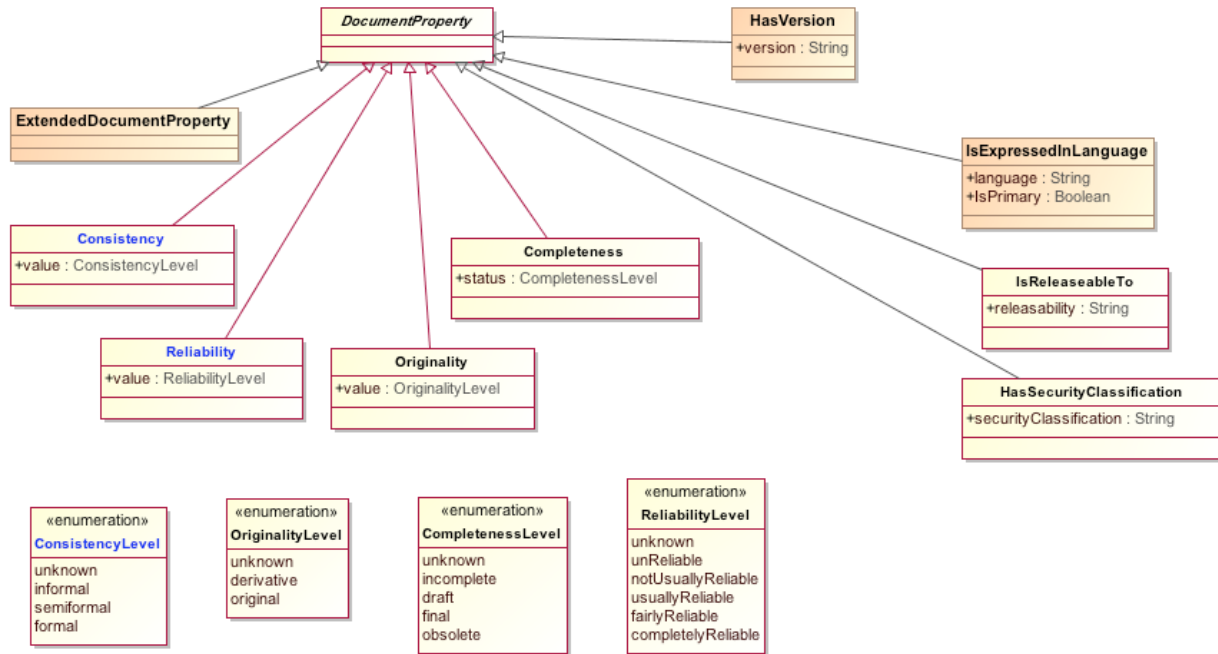 DocumentProperty
HasVersion
+version : String
ExtendedDocumentProperty
IsExpressedInLanguage
+language : String
+IsPrimary : Boolean
Consistency
+value : ConsistencyLevel
Completeness
+status : CompletenessLevel
IsReleaseableTo
+releasability : String
Reliability
+value : ReliabilityLevel
Originality
+value : OriginalityLevel
HasSecurityClassification
+securityClassification : String
«enumeration»
ConsistencyLevel
unknown
informal
semiformal
formal
«enumeration»
OriginalityLevel
unknown
derivative
original
«enumeration»
CompletenessLevel
unknown
incomplete
draft
final
obsolete
«enumeration»
ReliabilityLevel
unknown
unReliable
notUsuallyReliable
usuallyReliable
fairlyReliable
completelyReliable